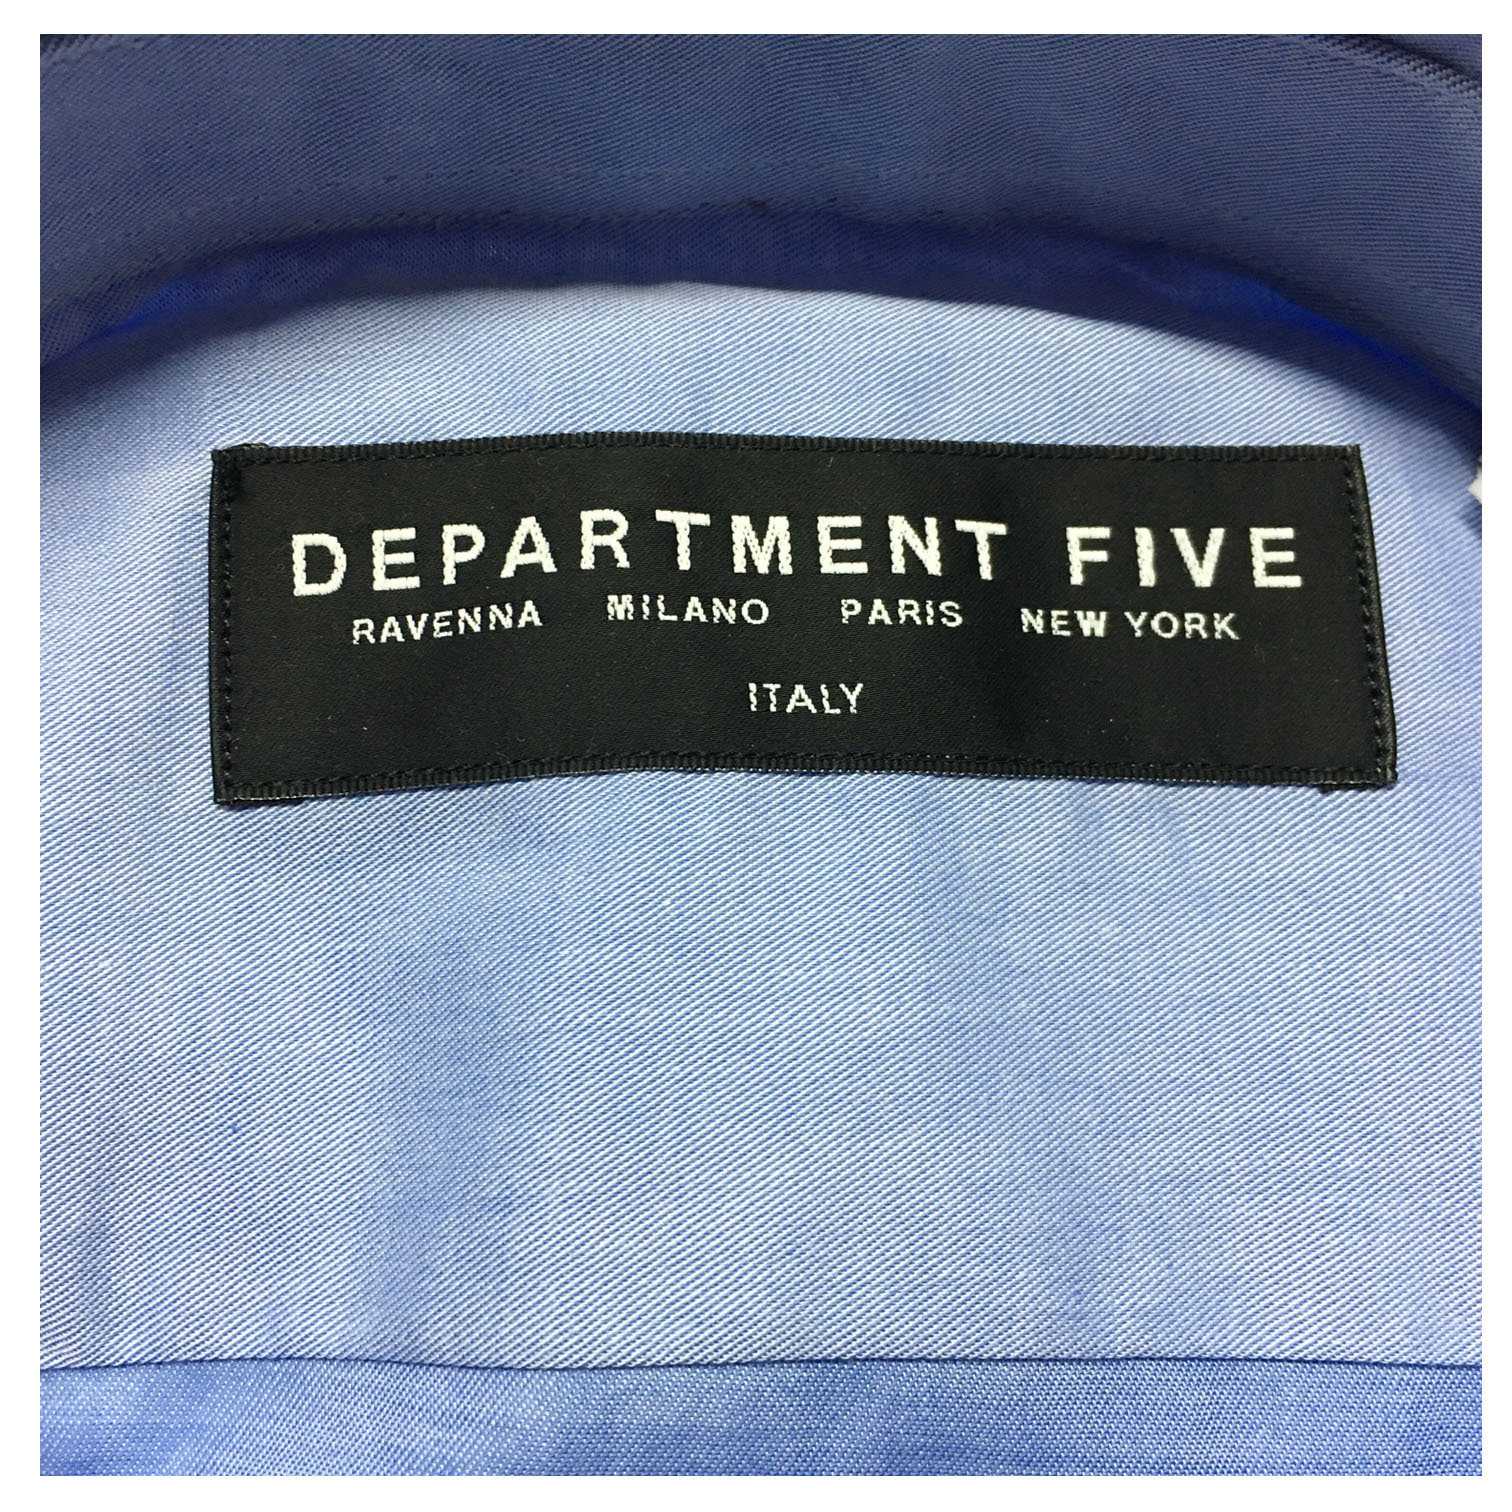 DEPARTMENT FIVE
RAVENNA MILANO PARIS NEW YORK
ITALY